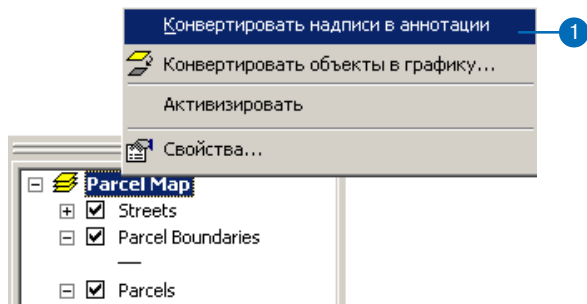 Конвертировать надписи в аннотации
1
Конвертировать объекты в графику...
Активизировать
Свойства...
Parcel Map
Streets
Parcel Boundaries
Parcels